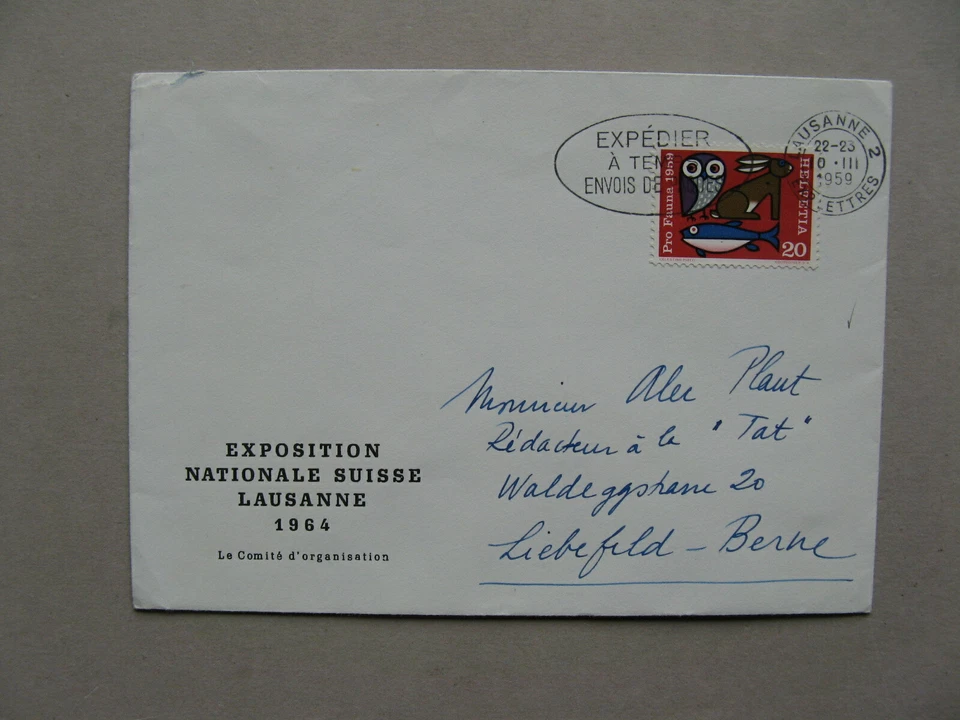 EXPÉDIER
À
ENVOIS DE
LAUSANNE 2
22-23
III
1959
LETTRES
Pro Fauna 1959
HELVETIA
20
Monsieur Alec Plaut
Rédacteur à la "Tat"
Waldeggstrasse 20
Liebefeld - Berne
EXPOSITION
NATIONALE SUISSE
LAUSANNE
1964
Le Comité d'organisation